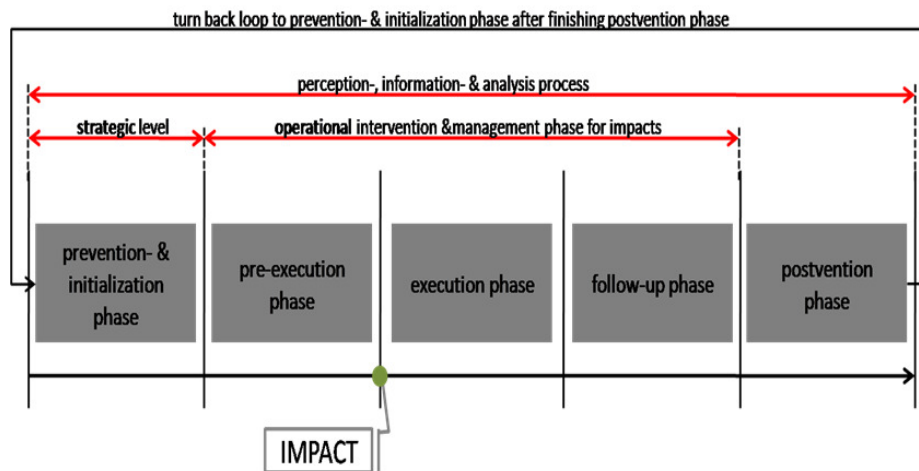 turn back loop to prevention- & initialization phase after finishing postvention phase
perception-, information- & analysis process
strategic level
operational intervention &management phase for impacts
prevention- &
initialization
phase
pre-execution
phase
execution phase
follow-up phase
postvention
phase
IMPACT